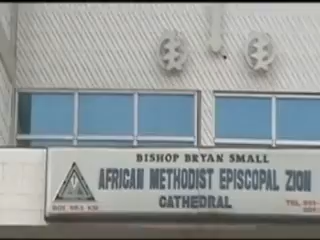 BISHOP BRYAN SMALL
AFRICAN METHODIST EPISCOPAL ZION
CATHEDRAL